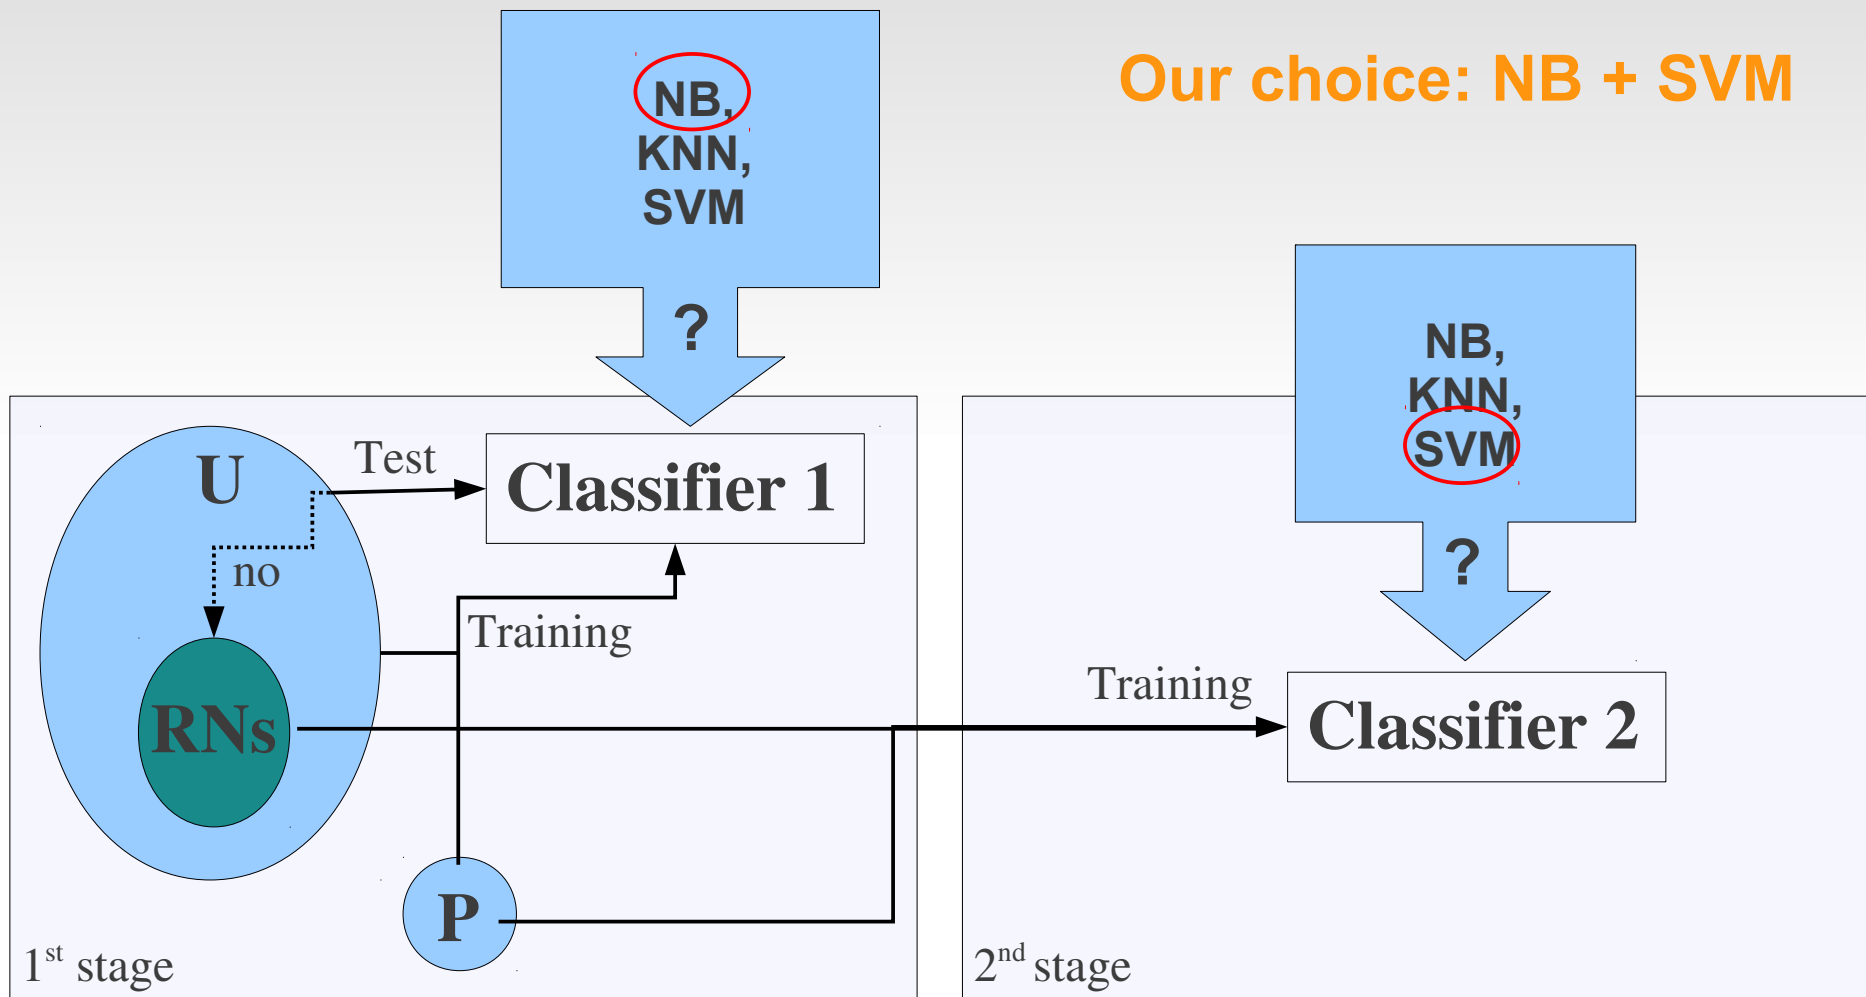 Our choice: NB + SVM
NB,
KNN,
SVM
?
NB,
KNN,
SVM
?
U
Test
Classifier 1
no
Training
RNs
Training
Classifier 2
P
1st stage
2nd stage